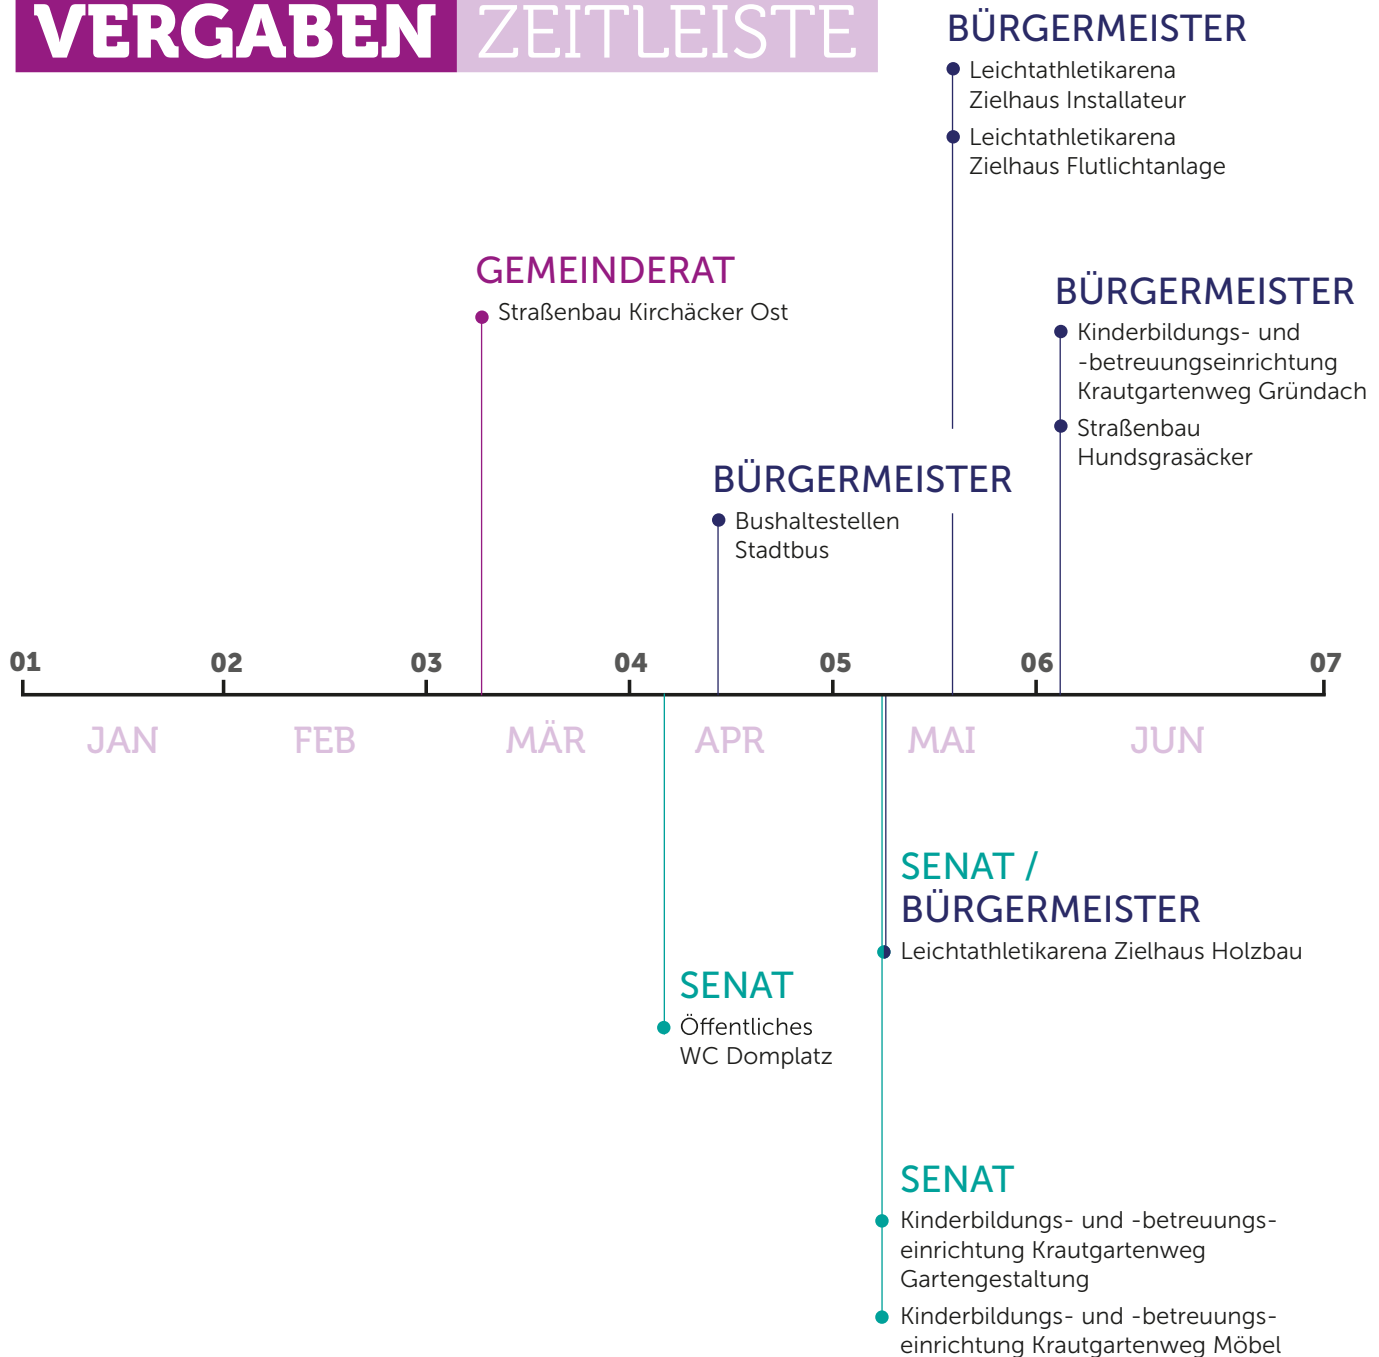 VERGABEN ZEITLEISTE
BÜRGERMEISTER
Leichtathletikarena
Zielhaus Installateur
Leichtathletikarena
Zielhaus Flutlichtanlage
GEMEINDERAT
Straßenbau Kirchäcker Ost
BÜRGERMEISTER
Kinderbildungs- und
-betreuungseinrichtung
Krautgartenweg Gründach
Straßenbau
Hundsgrasäcker
BÜRGERMEISTER
Bushaltestellen
Stadtbus
01 02 03 04 05 06 07
JAN FEB MÄR APR MAI JUN
SENAT /
BÜRGERMEISTER
Leichtathletikarena Zielhaus Holzbau
SENAT
Öffentliches
WC Domplatz
SENAT
Kinderbildungs- und -betreuungs-
einrichtung Krautgartenweg
Gartengestaltung
Kinderbildungs- und -betreuungs-
einrichtung Krautgartenweg Möbel